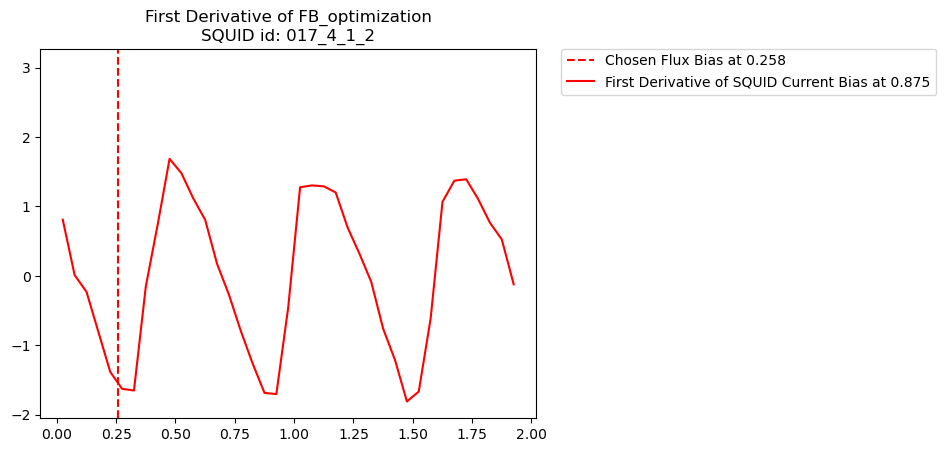 First Derivative of FB_optimization
SQUID id: 017_4_1_2
Chosen Flux Bias at 0.258
First Derivative of SQUID Current Bias at 0.875
3
2
1
0
−1
−2
0.00 0.25 0.50 0.75 1.00 1.25 1.50 1.75 2.00